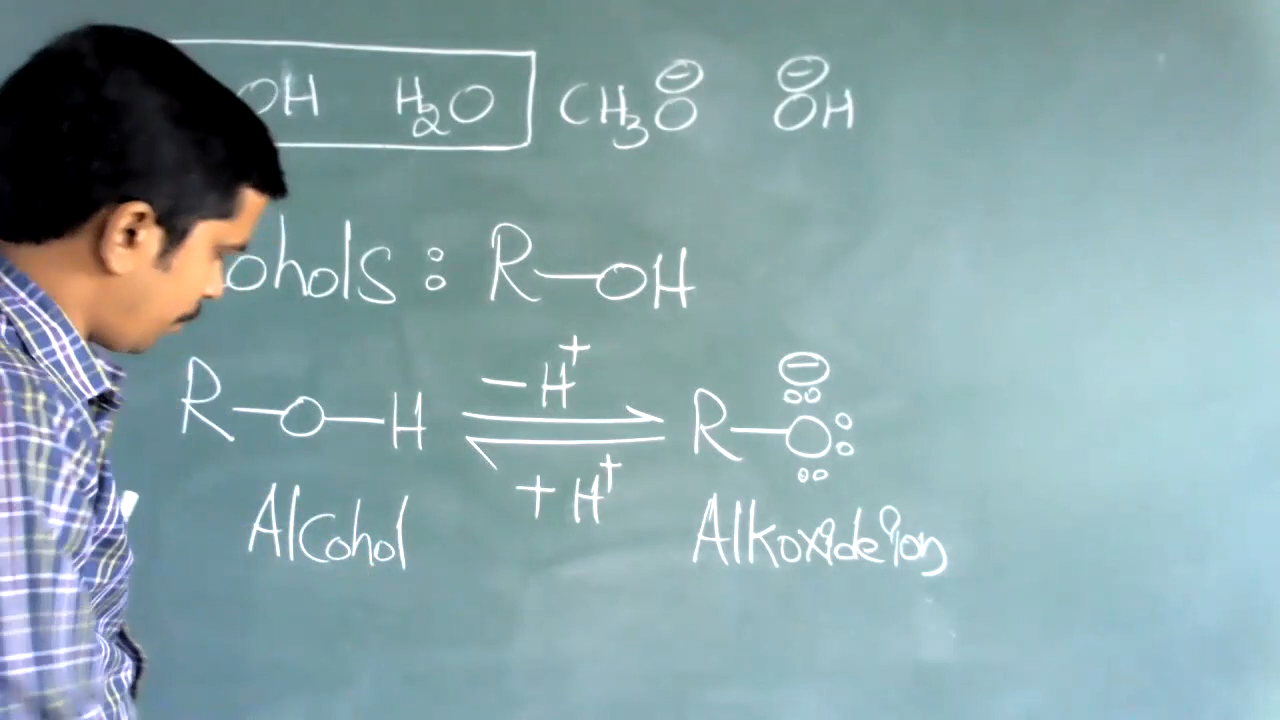 OH H₂O CH₃O⊖ ⊖OH
ohols : R—OH
R—O—H −H⁺ ⇌ +H⁺ R—O⊖
Alcohol Alkoxide ion